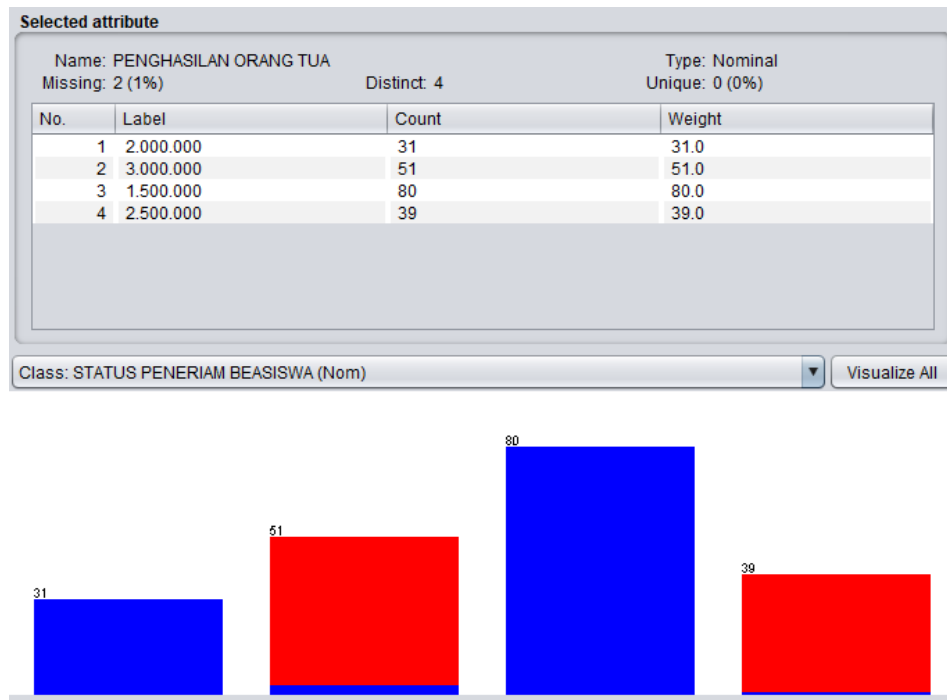 Selected attribute
Name: PENGHASILAN ORANG TUA Type: Nominal
Missing: 2 (1%) Distinct: 4 Unique: 0 (0%)
No. Label Count Weight
1 2.000.000 31 31.0
2 3.000.000 51 51.0
3 1.500.000 80 80.0
4 2.500.000 39 39.0
Class: STATUS PENERIAM BEASISWA (Nom) Visualize All
80
51
39
31